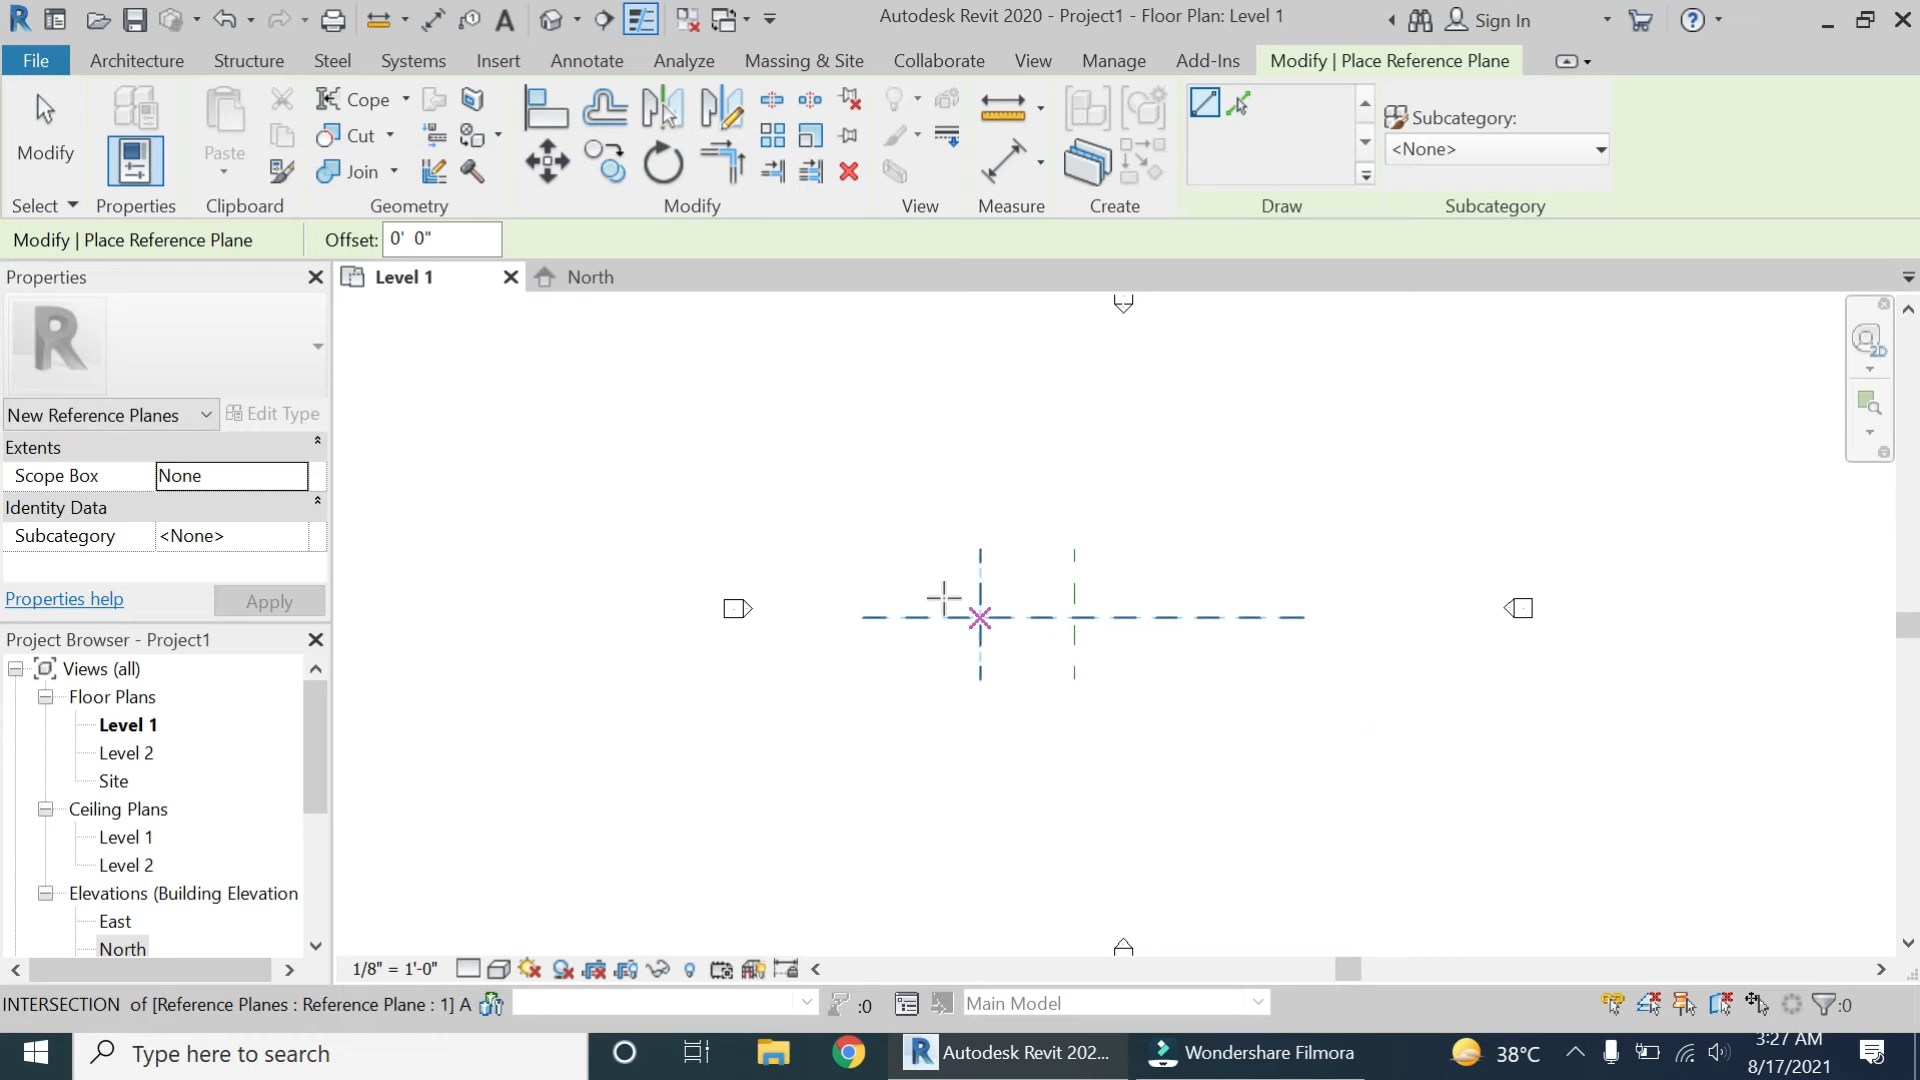 Autodesk Revit 2020 - Project1 - Floor Plan: Level 1
Sign In
File
Architecture
Structure
Steel
Systems
Insert
Annotate
Analyze
Massing & Site
Collaborate
View
Manage
Add-Ins
Modify | Place Reference Plane
Modify
Paste
Cope
Cut
Join
Subcategory:
<None>
Select
Properties
Clipboard
Geometry
Modify
View
Measure
Create
Draw
Subcategory
Modify | Place Reference Plane
Offset:
0' 0"
Properties
Level 1
North
2D
New Reference Planes
Edit Type
Extents
Scope Box
None
Identity Data
Subcategory
<None>
Properties help
Apply
Project Browser - Project1
Views (all)
Floor Plans
Level 1
Level 2
Site
Ceiling Plans
Level 1
Level 2
Elevations (Building Elevation
East
North
1/8" = 1'-0"
INTERSECTION of [Reference Planes : Reference Plane : 1] A
:0
Main Model
:0
Type here to search
Autodesk Revit 202...
Wondershare Filmora
38°C
3:27 AM
8/17/2021